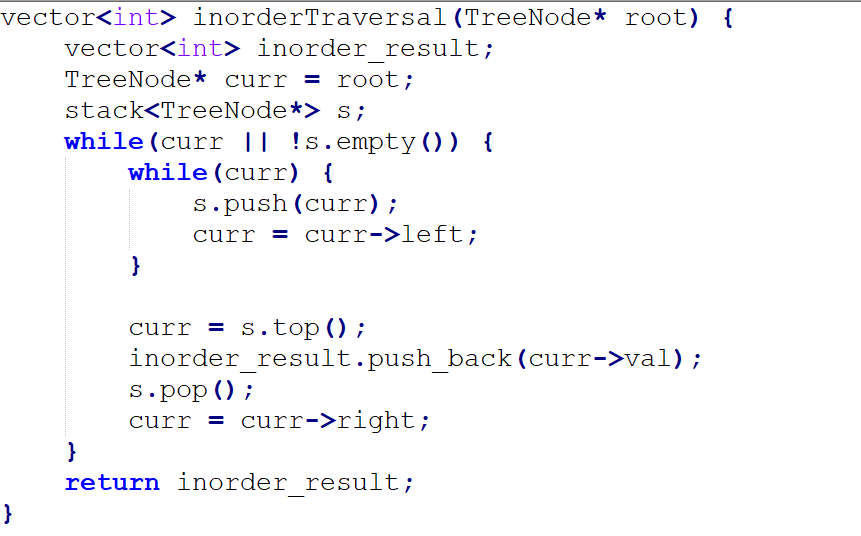 vector<int> inorderTraversal(TreeNode* root) {
    vector<int> inorder_result;
    TreeNode* curr = root;
    stack<TreeNode*> s;
    while(curr || !s.empty()) {
        while(curr) {
            s.push(curr);
            curr = curr->left;
        }

        curr = s.top();
        inorder_result.push_back(curr->val);
        s.pop();
        curr = curr->right;
    }
    return inorder_result;
}